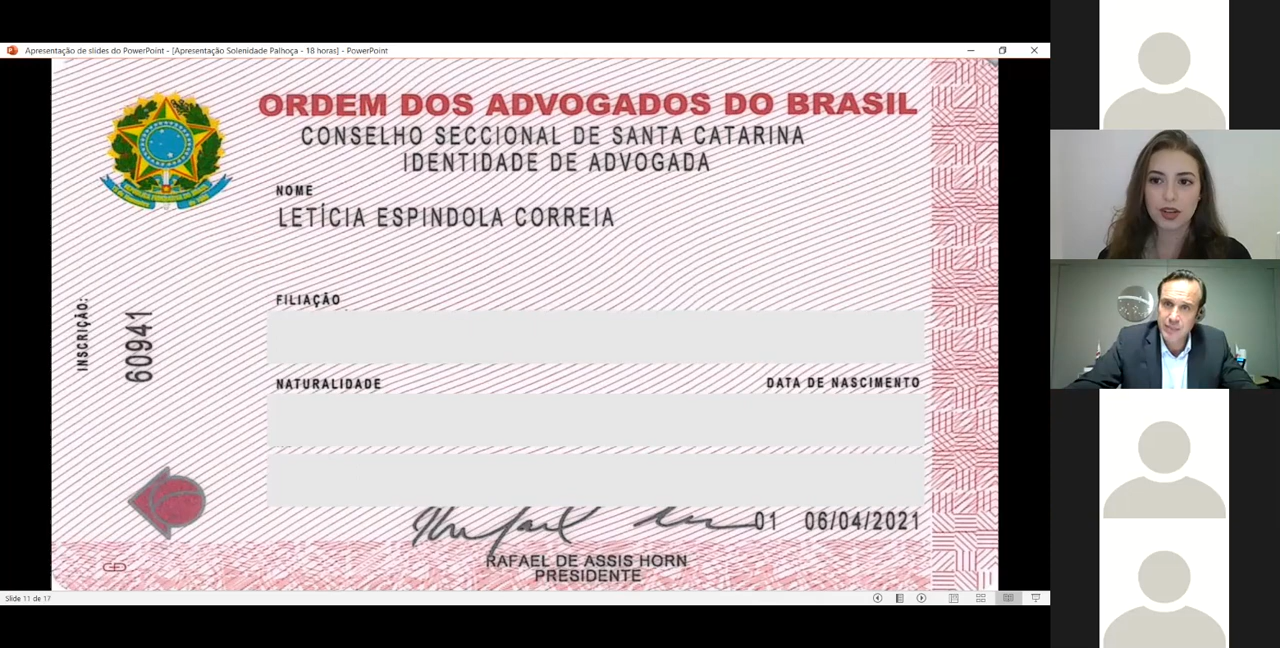 Apresentação de slides do PowerPoint - [Apresentação Solenidade Palhoça - 18 horas] - PowerPoint
ORDEM DOS ADVOGADOS DO BRASIL
CONSELHO SECCIONAL DE SANTA CATARINA
IDENTIDADE DE ADVOGADA
NOME
LETÍCIA ESPINDOLA CORREIA
INSCRIÇÃO:
60941
FILIAÇÃO
NATURALIDADE
DATA DE NASCIMENTO
01 06/04/2021
RAFAEL DE ASSIS HORN
PRESIDENTE
Slide 11 de 17